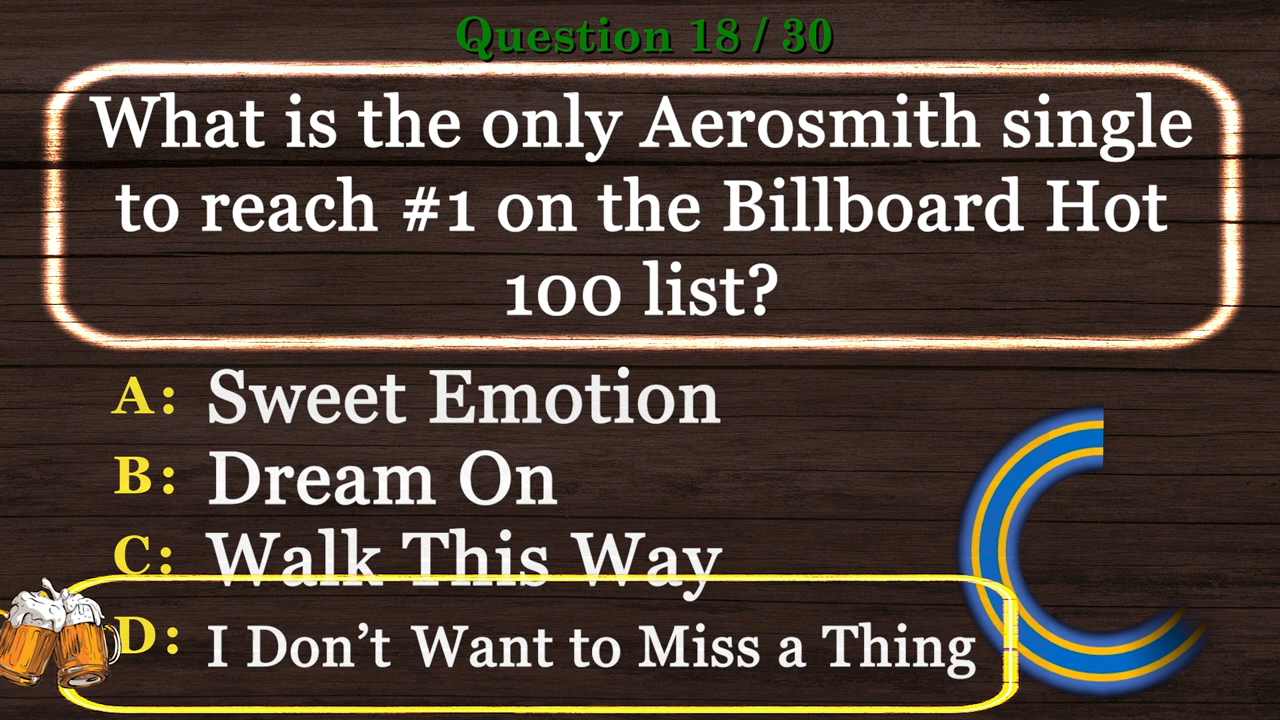 Question 18 / 30
What is the only Aerosmith single
to reach #1 on the Billboard Hot
100 list?
A: Sweet Emotion
B: Dream On
C: Walk This Way
D: I Don’t Want to Miss a Thing